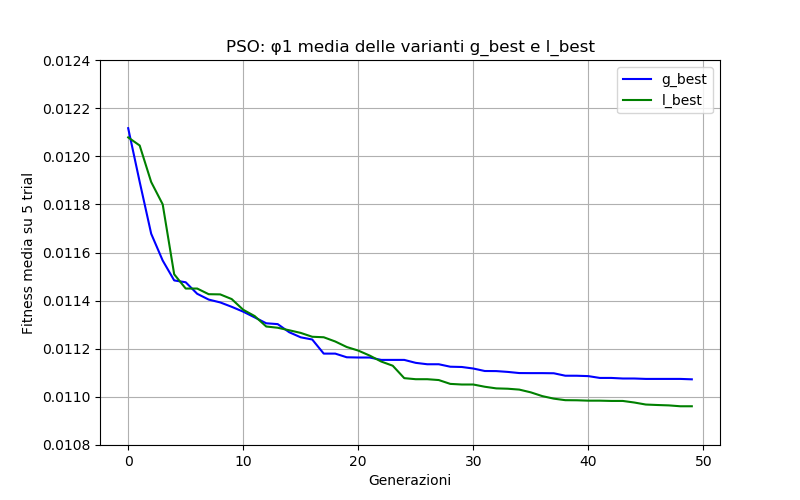 PSO: φ1 media delle varianti g_best e l_best
g_best
l_best
Fitness media su 5 trial
0.0124
0.0122
0.0120
0.0118
0.0116
0.0114
0.0112
0.0110
0.0108
0 10 20 30 40 50
Generazioni